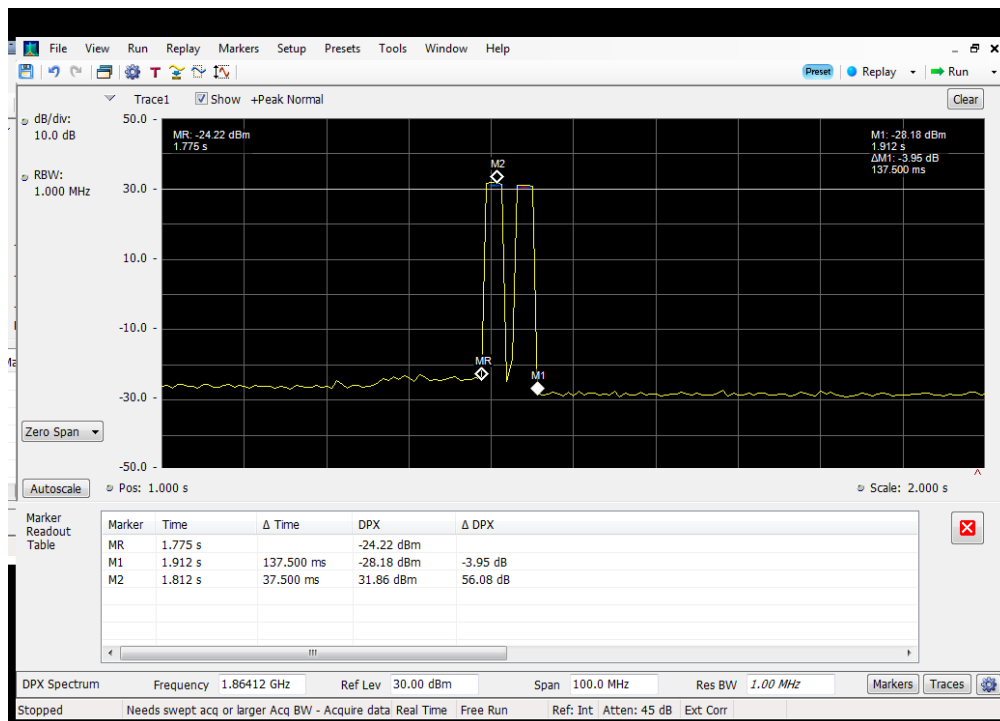 File View Run Replay Markers Setup Presets Tools Window Help
T Preset Replay Run
Trace1 Show +Peak Normal Clear
dB/div:
10.0 dB
RBW:
1.000 MHz
50.0 -
30.0 -
10.0 -
-10.0 -
-30.0 -
-50.0 -
MR: -24.22 dBm
1.775 s
M1: -28.18 dBm
1.912 s
ΔM1: -3.95 dB
137.500 ms
M2
MR
M1
Zero Span
Autoscale Pos: 1.000 s Scale: 2.000 s
Marker
Readout
Table
Marker Time Δ Time DPX Δ DPX
MR 1.775 s -24.22 dBm
M1 1.912 s 137.500 ms -28.18 dBm -3.95 dB
M2 1.812 s 37.500 ms 31.86 dBm 56.08 dB
DPX Spectrum Frequency 1.86412 GHz Ref Lev 30.00 dBm Span 100.0 MHz Res BW 1.00 MHz Markers Traces
Stopped Needs swept acq or larger Acq BW - Acquire data Real Time Free Run Ref: Int Atten: 45 dB Ext Corr